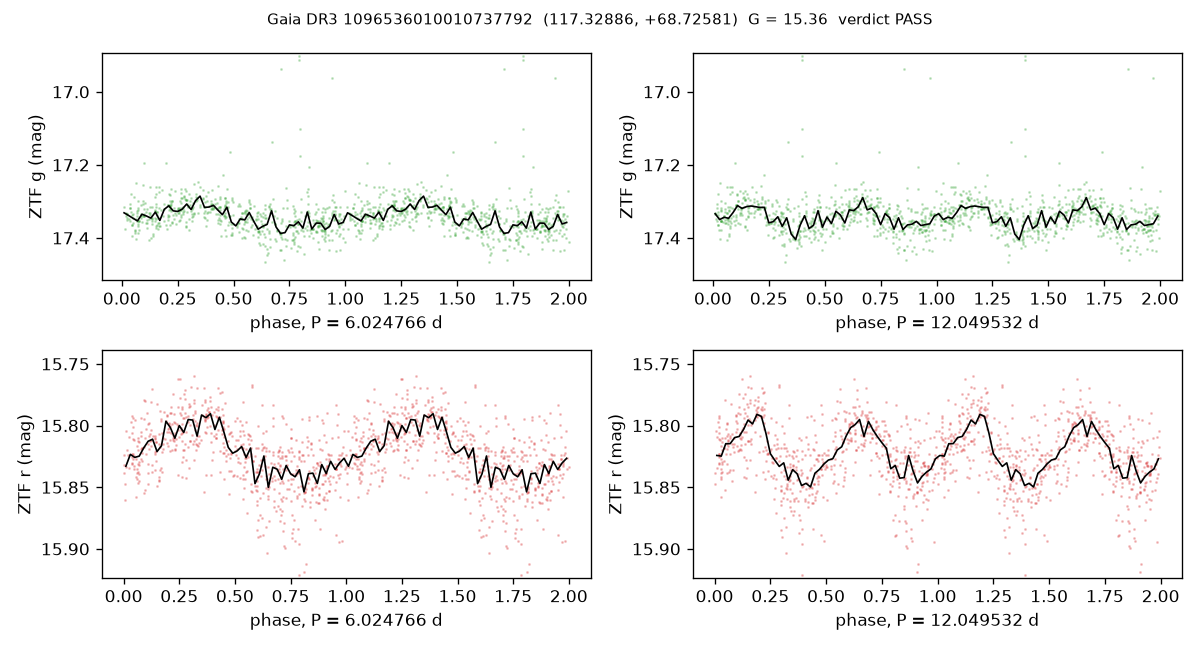 Gaia DR3 1096536010010737792  (117.32886, +68.72581)  G = 15.36  verdict PASS
ZTF g (mag)
17.0
17.2
17.4
0.00 0.25 0.50 0.75 1.00 1.25 1.50 1.75 2.00
phase, P = 6.024766 d
ZTF g (mag)
17.0
17.2
17.4
0.00 0.25 0.50 0.75 1.00 1.25 1.50 1.75 2.00
phase, P = 12.049532 d
ZTF r (mag)
15.75
15.80
15.85
15.90
0.00 0.25 0.50 0.75 1.00 1.25 1.50 1.75 2.00
phase, P = 6.024766 d
ZTF r (mag)
15.75
15.80
15.85
15.90
0.00 0.25 0.50 0.75 1.00 1.25 1.50 1.75 2.00
phase, P = 12.049532 d